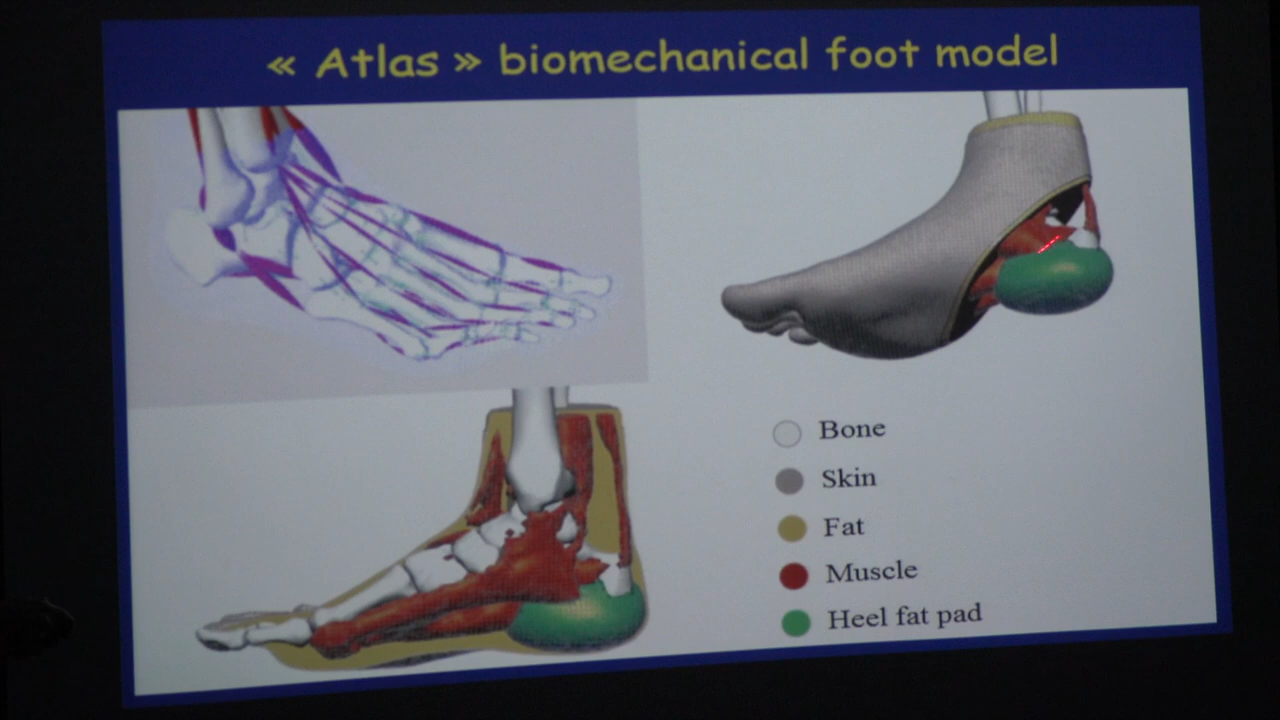 « Atlas » biomechanical foot model
Bone
Skin
Fat
Muscle
Heel fat pad